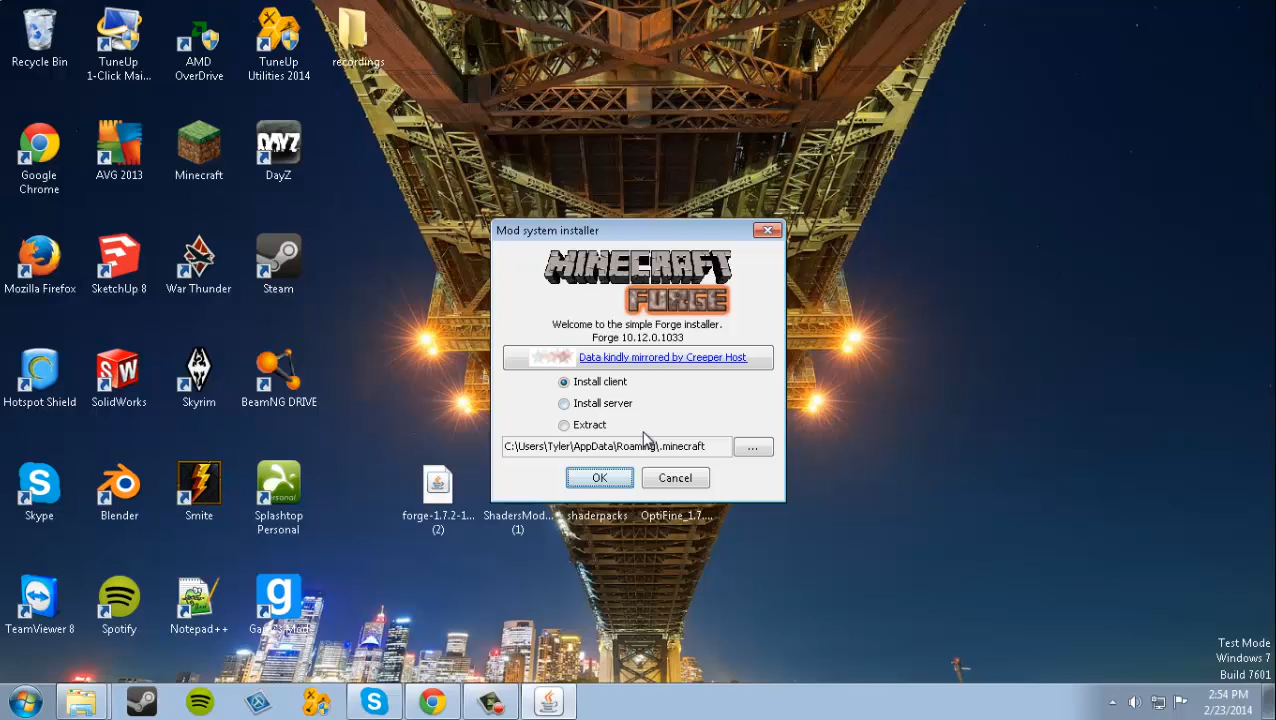 Recycle Bin
TuneUp
1-Click Mai...
AMD
OverDrive
TuneUp
Utilities 2014
recordings
Google
Chrome
AVG 2013
Minecraft
DAYZ
DayZ
Mozilla Firefox
SketchUp 8
War Thunder
Steam
Hotspot Shield
SW
SolidWorks
Skyrim
BeamNG DRIVE
Skype
Blender
Smite
Personal
Splashtop
Personal
TeamViewer 8
Spotify
Notepad++
forge-1.7.2-1...
(2)
ShadersMod...
(1)
shaderpacks
OptiFine_1.7....
Mod system installer
MINECRAFT
FORGE
Welcome to the simple Forge installer.
Forge 10.12.0.1033
Data kindly mirrored by Creeper Host
Install client
Install server
Extract
C:\Users\Tyler\AppData\Roaming\.minecraft
...
OK
Cancel
Test Mode
Windows 7
Build 7601
2:54 PM
2/23/2014